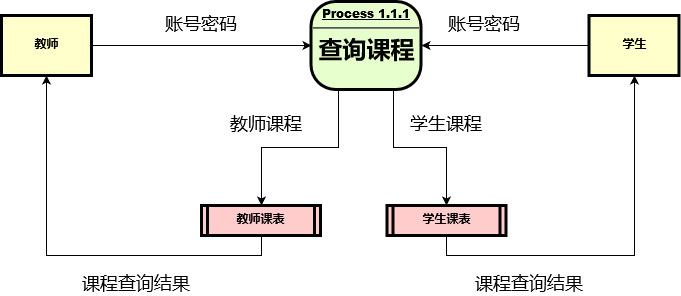 Process 1.1.1
账号密码
账号密码
教师
查询课程
学生
教师课程
学生课程
教师课表
学生课表
课程查询结果
课程查询结果